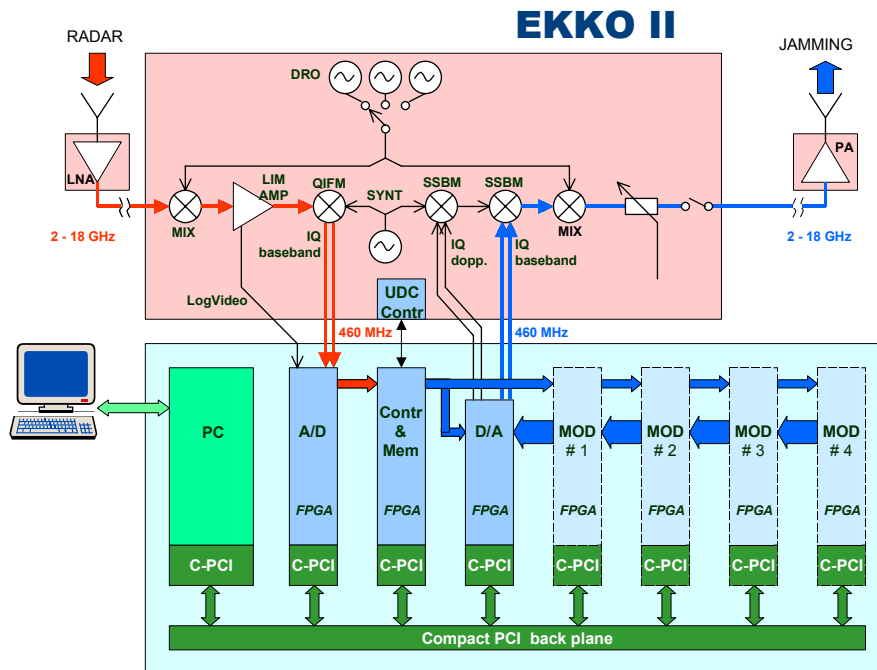 EKKO II
RADAR
JAMMING
DRO
LNA
PA
LIM
AMP
QIFM
SYNT
SSBM
SSBM
MIX
MIX
2 - 18 GHz
2 - 18 GHz
IQ
baseband
IQ
dopp.
IQ
baseband
LogVideo
UDC
Contr
460 MHz
460 MHz
PC
A/D
Contr
&
Mem
D/A
MOD
# 1
MOD
# 2
MOD
# 3
MOD
# 4
FPGA
FPGA
FPGA
FPGA
FPGA
FPGA
FPGA
C-PCI
C-PCI
C-PCI
C-PCI
C-PCI
C-PCI
C-PCI
C-PCI
Compact PCI back plane